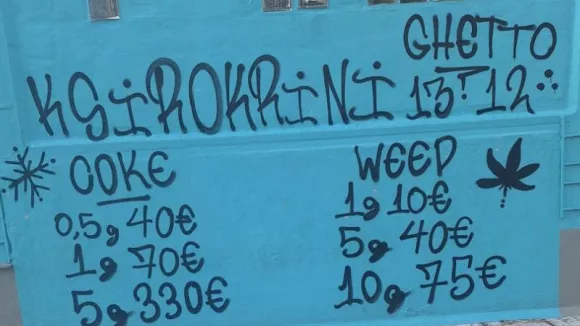 GHETTO
KSiROKRiNi 13 12
COKE
0,5g 40€
1g 70€
5g 330€
WEED
1g 10€
5g 40€
10g 75€